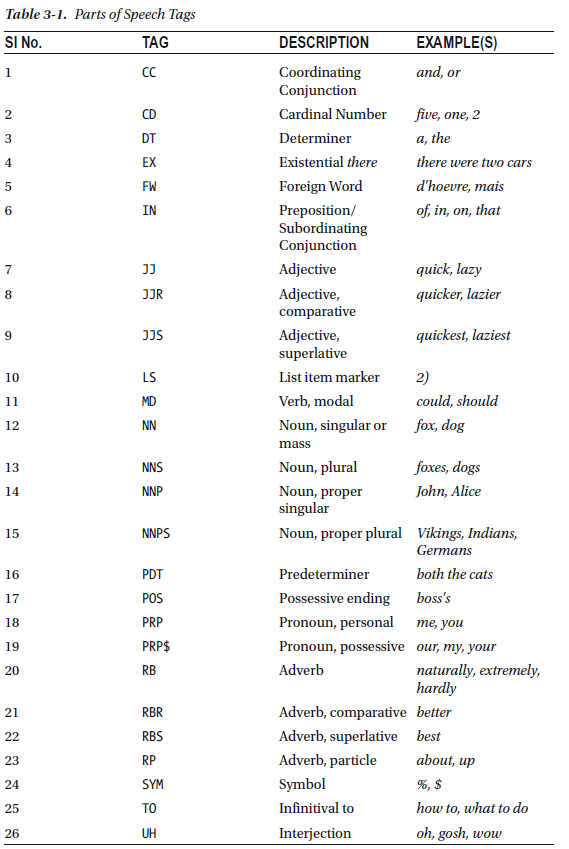 Table 3-1. Parts of Speech Tags
SI No. TAG DESCRIPTION EXAMPLE(S)
1 CC Coordinating and, or
Conjunction
2 CD Cardinal Number five, one, 2
3 DT Determiner a, the
4 EX Existential there there were two cars
5 FW Foreign Word d'hoevre, mais
6 IN Preposition/ of, in, on, that
Subordinating
Conjunction
7 JJ Adjective quick, lazy
8 JJR Adjective, quicker, lazier
comparative
9 JJS Adjective, quickest, laziest
superlative
10 LS List item marker 2)
11 MD Verb, modal could, should
12 NN Noun, singular or fox, dog
mass
13 NNS Noun, plural foxes, dogs
14 NNP Noun, proper John, Alice
singular
15 NNPS Noun, proper plural Vikings, Indians,
Germans
16 PDT Predeterminer both the cats
17 POS Possessive ending boss's
18 PRP Pronoun, personal me, you
19 PRP$ Pronoun, possessive our, my, your
20 RB Adverb naturally, extremely,
hardly
21 RBR Adverb, comparative better
22 RBS Adverb, superlative best
23 RP Adverb, particle about, up
24 SYM Symbol %, $
25 TO Infinitival to how to, what to do
26 UH Interjection oh, gosh, wow